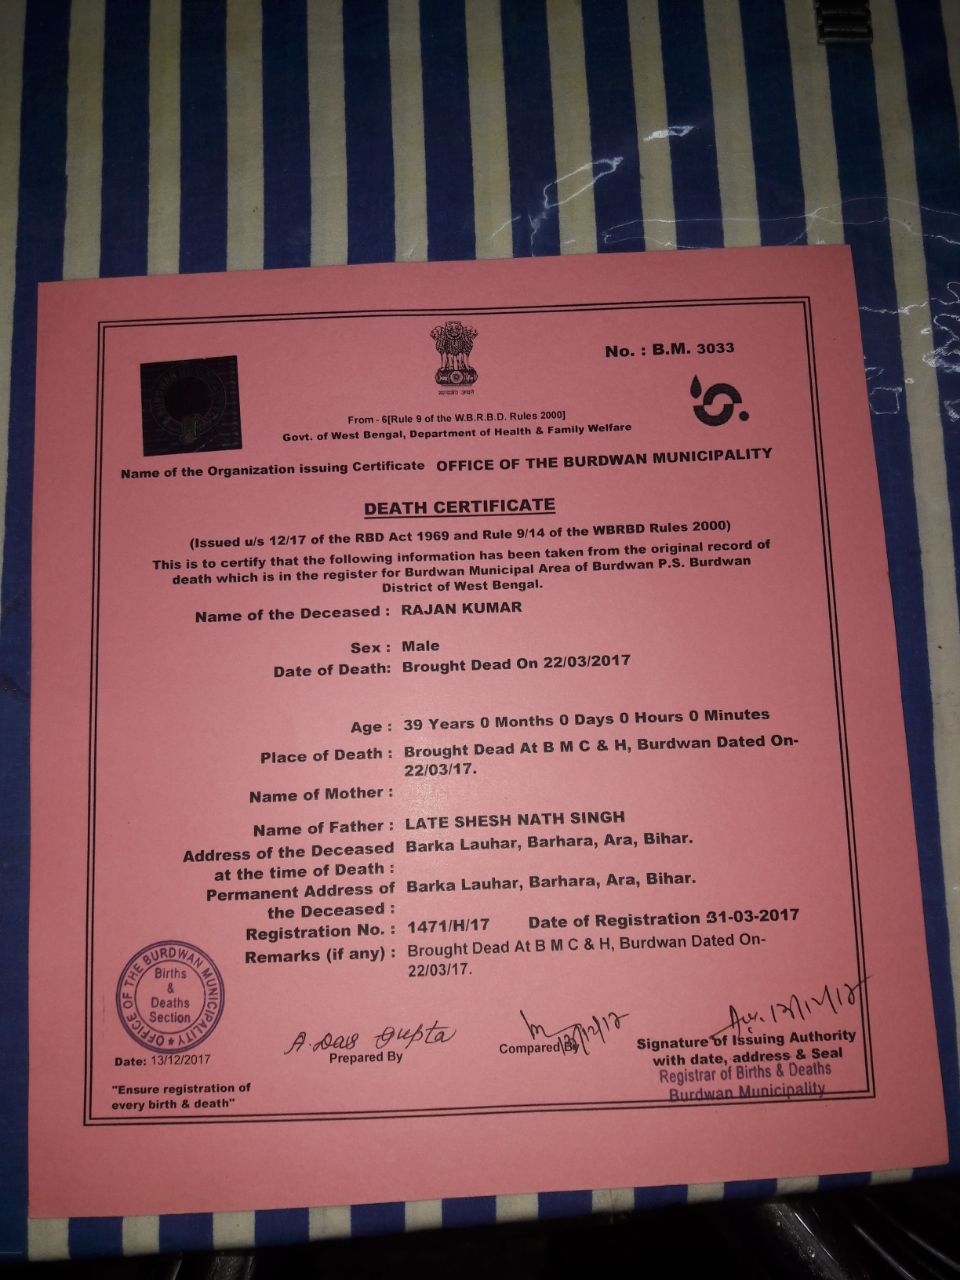 No. : B.M. 3033
सत्यमेव जयते
From - 6[Rule 9 of the W.B.R.B.D. Rules 2000]
Govt. of West Bengal, Department of Health & Family Welfare
Name of the Organization issuing Certificate OFFICE OF THE BURDWAN MUNICIPALITY
DEATH CERTIFICATE
(Issued u/s 12/17 of the RBD Act 1969 and Rule 9/14 of the WBRBD Rules 2000)
This is to certify that the following information has been taken from the original record of
death which is in the register for Burdwan Municipal Area of Burdwan P.S. Burdwan
District of West Bengal.
Name of the Deceased : RAJAN KUMAR
Sex : Male
Date of Death: Brought Dead On 22/03/2017
Age : 39 Years 0 Months 0 Days 0 Hours 0 Minutes
Place of Death : Brought Dead At B M C & H, Burdwan Dated On-
22/03/17.
Name of Mother :
Name of Father : LATE SHESH NATH SINGH
Address of the Deceased Barka Lauhar, Barhara, Ara, Bihar.
at the time of Death :
Permanent Address of Barka Lauhar, Barhara, Ara, Bihar.
the Deceased :
Registration No. : 1471/H/17 Date of Registration :31-03-2017
Remarks (if any) : Brought Dead At B M C & H, Burdwan Dated On-
22/03/17.
OFFICE OF THE BURDWAN MUNICIPALITY
Births
&
Deaths
Section
A. Das Gupta
Prepared By
Compared By
13/12/17
Signature of Issuing Authority
with date, address & Seal
Registrar of Births & Deaths
Burdwan Municipality
Date: 13/12/2017
"Ensure registration of
every birth & death"